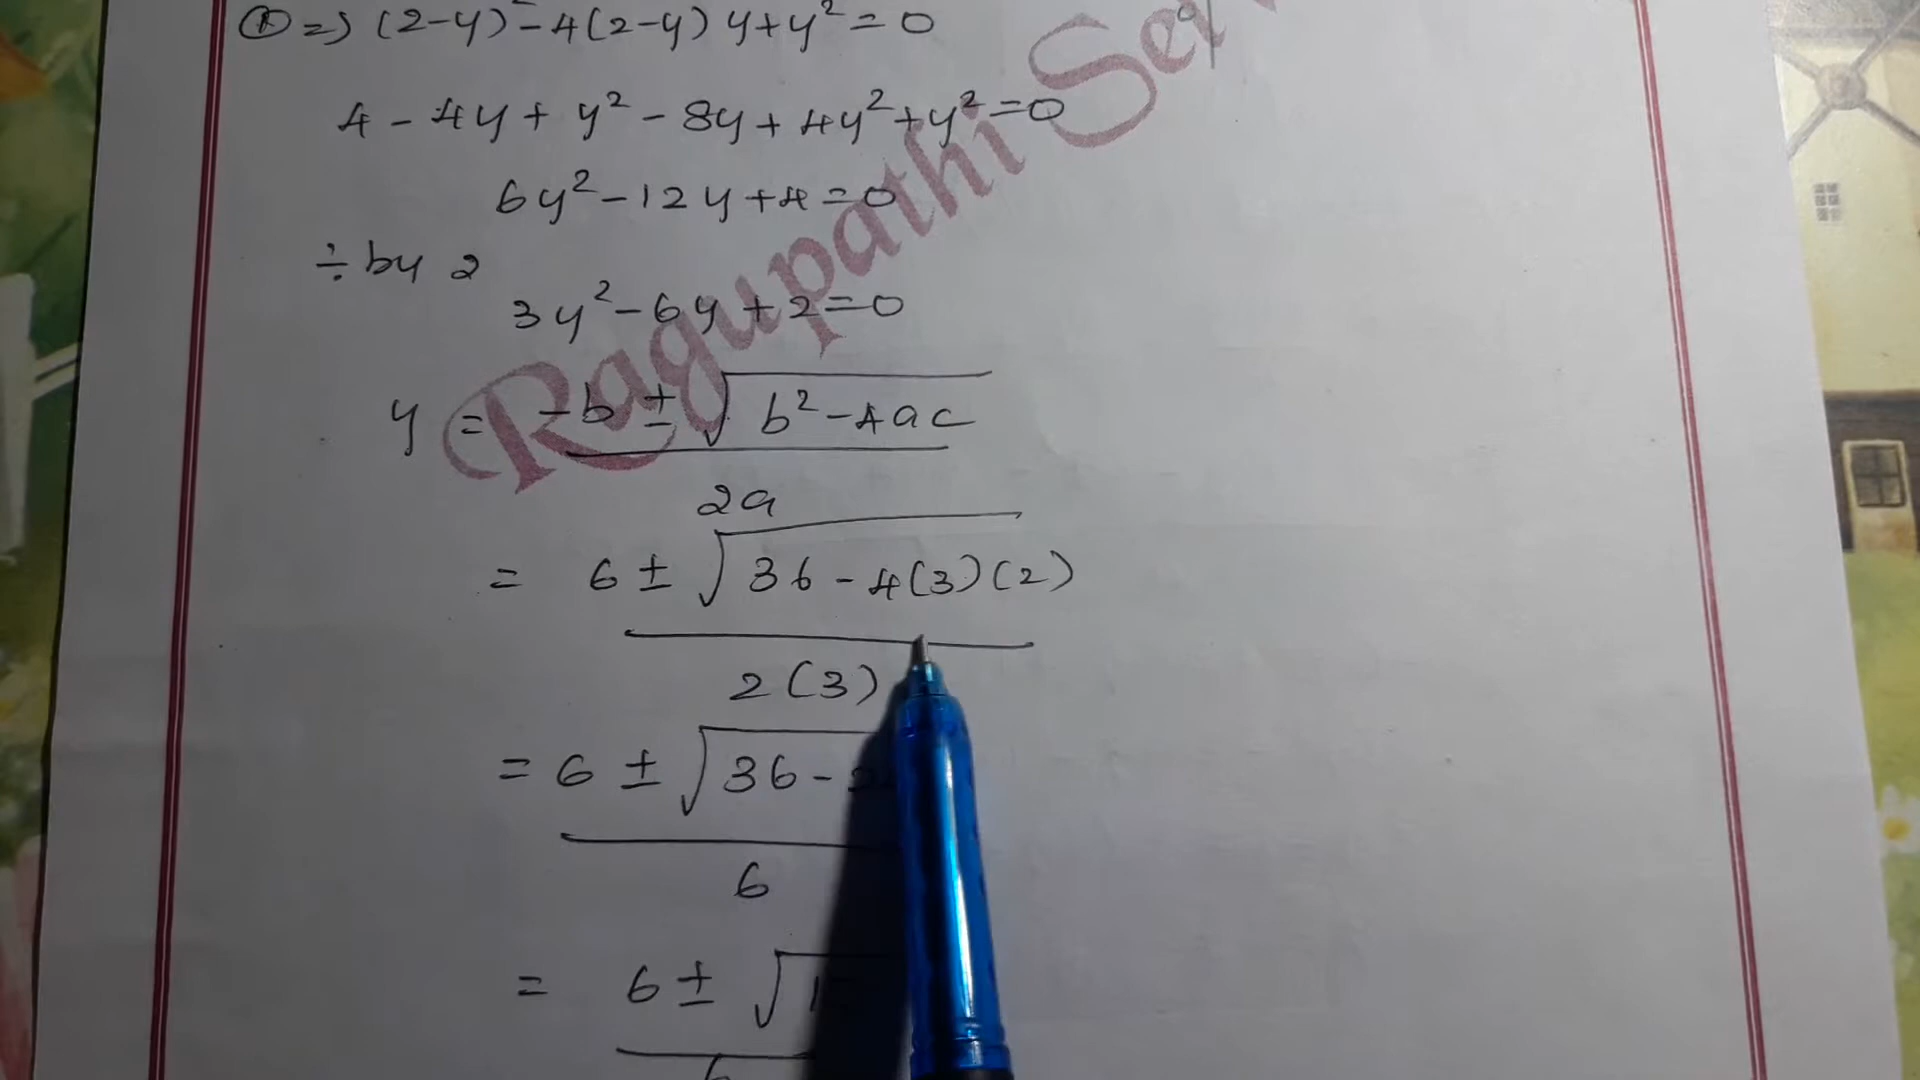 Ⓐ ⇒ (2-y)² - 4(2-y) y + y² = 0
4 - 4y + y² - 8y + 4y² + y² = 0
6y² - 12y + 4 = 0
÷ by 2
3y² - 6y + 2 = 0
y = -b ± √(b² - 4ac)
2a
= 6 ± √(36 - 4(3)(2))
2(3)
= 6 ± √36 -
6
= 6 ± √
6
Ragupathi